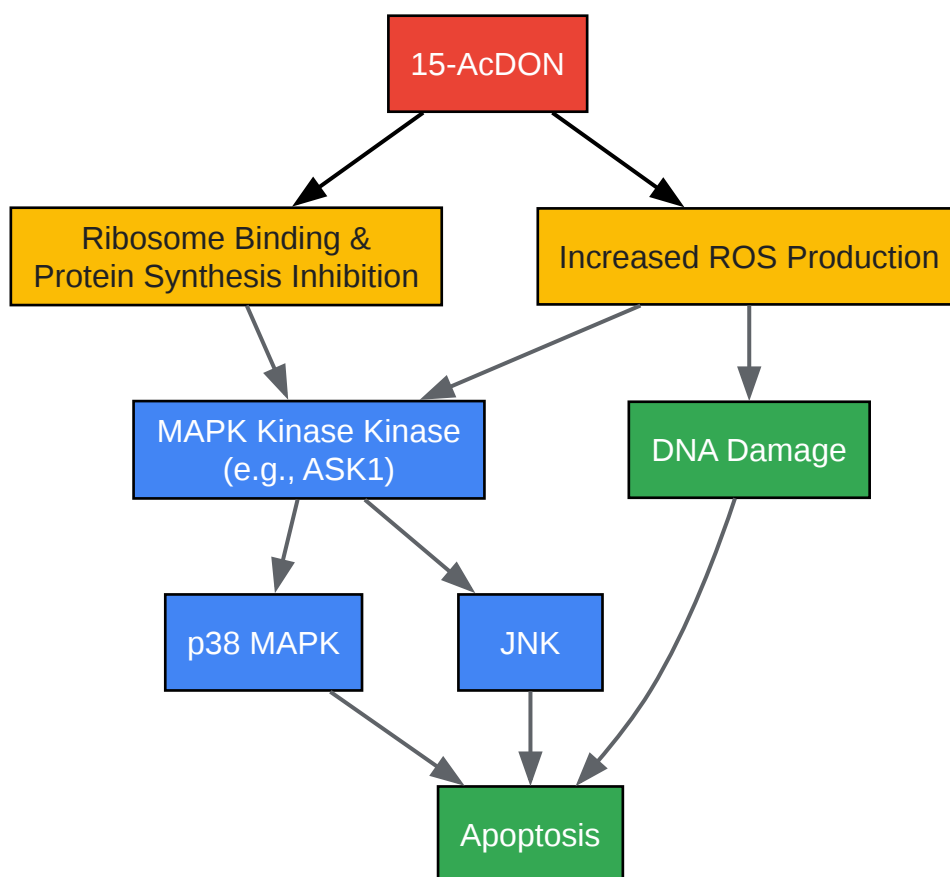 15-AcDON
Ribosome Binding &
Protein Synthesis Inhibition
Increased ROS Production
MAPK Kinase Kinase
(e.g., ASK1)
DNA Damage
p38 MAPK
JNK
Apoptosis